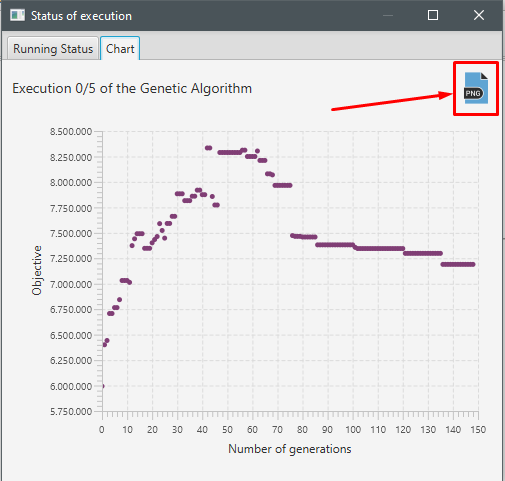 Status of execution
Running Status Chart
Execution 0/5 of the Genetic Algorithm
PNG
8.500.000
8.250.000
8.000.000
7.750.000
7.500.000
7.250.000
7.000.000
6.750.000
6.500.000
6.250.000
6.000.000
5.750.000
Objective
0 10 20 30 40 50 60 70 80 90 100 110 120 130 140 150
Number of generations